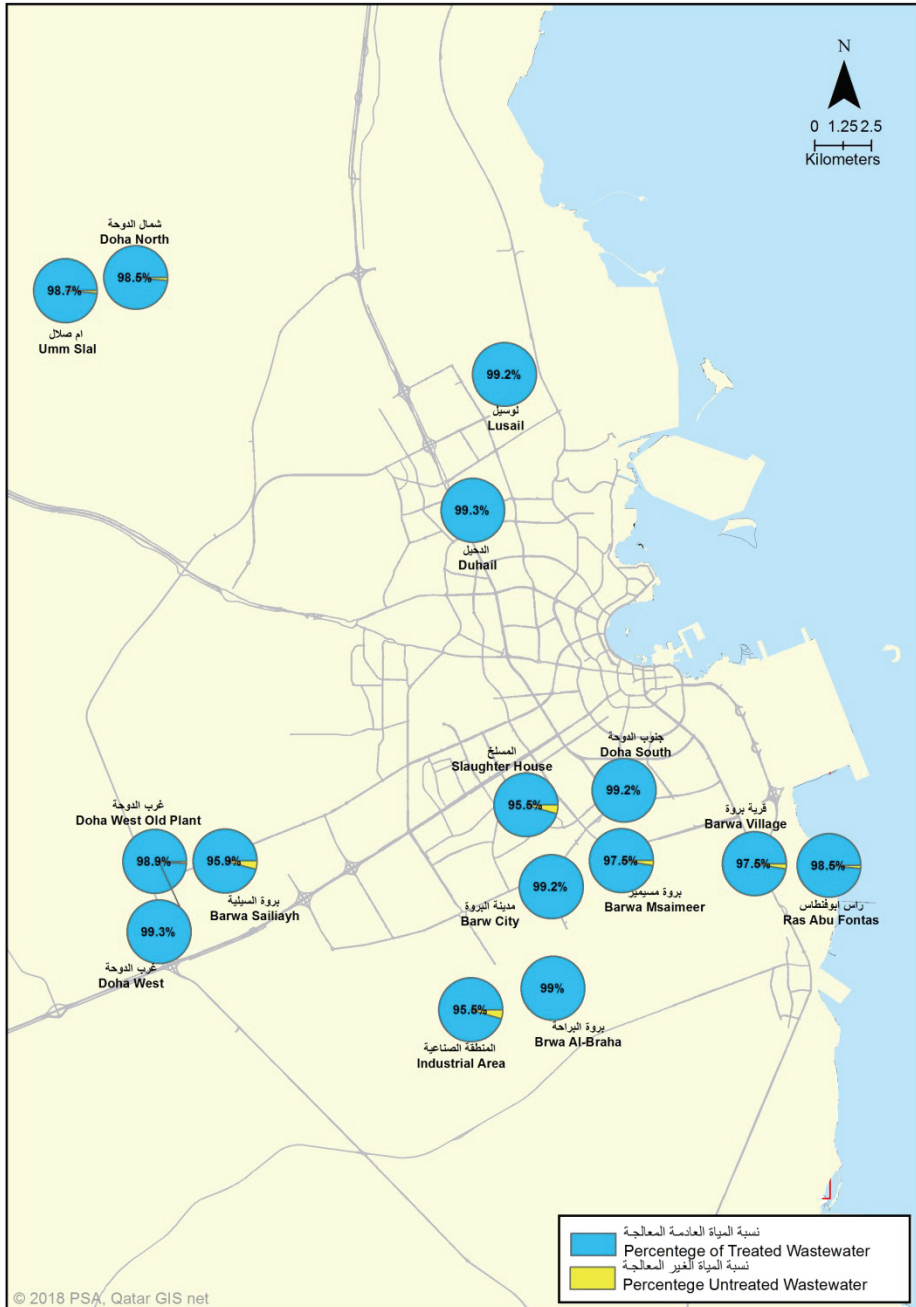 N
0 1.25 2.5
Kilometers
شمال الدوحة
Doha North
98.5%
98.7%
ام صلال
Umm Slal
99.2%
لوسيل
Lusail
99.3%
الدحيل
Duhail
جنوب الدوحة
Doha South
99.2%
المسلخ
Slaughter House
95.5%
غرب الدوحة
Doha West Old Plant
98.9%
95.9%
بروة السيلية
Barwa Sailiayh
99.2%
مدينة البروة
Barw City
97.5%
بروة مسيمير
Barwa Msaimeer
قرية بروة
Barwa Village
97.5%
98.5%
راس ابوفنطاس
Ras Abu Fontas
99.3%
غرب الدوحة
Doha West
95.5%
المنطقة الصناعية
Industrial Area
99%
بروة البراحة
Brwa Al-Braha
نسبة المياة العادمة المعالجة
Percentege of Treated Wastewater
نسبة المياة الغير المعالجة
Percentege Untreated Wastewater
© 2018 PSA, Qatar GIS net